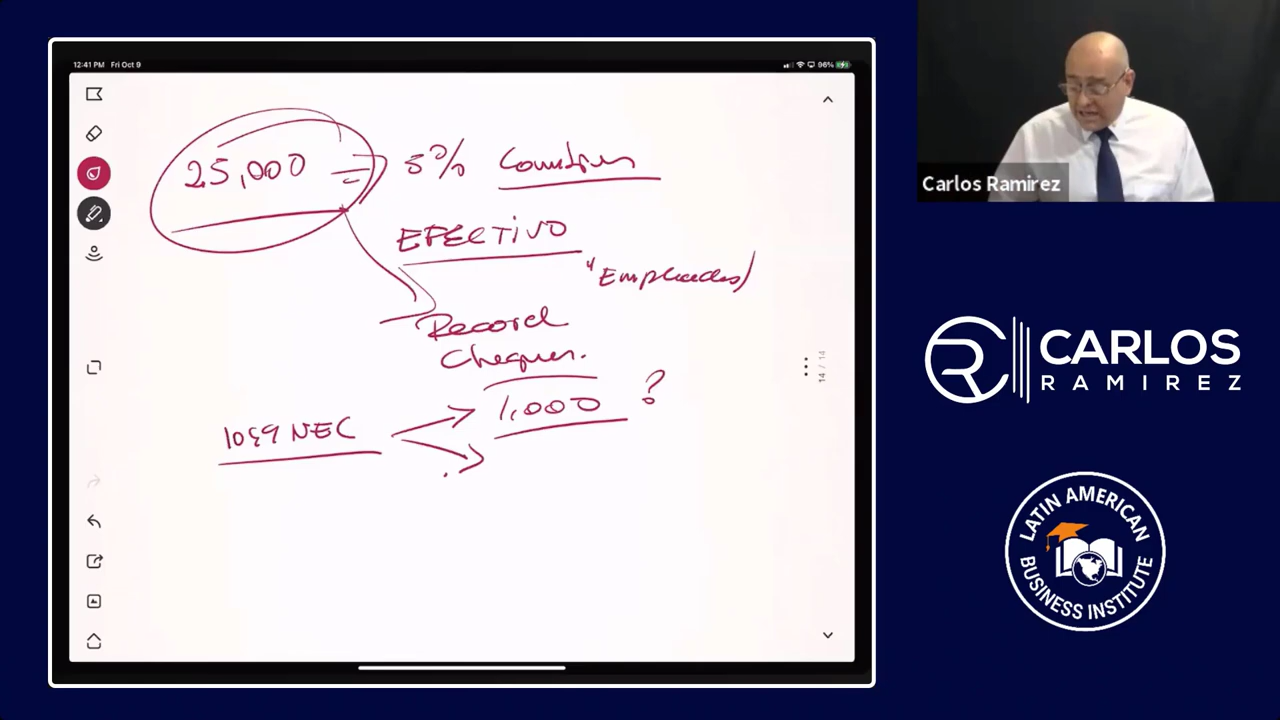 12:41 PM Fri Oct 9
96%
25,000 = 5%
EFECTIVO
"Empleados
Record
Cheques.
1,000 ?
1099 NEC
14 / 14
Carlos Ramirez
CR CARLOS
RAMIREZ
LATIN AMERICAN
BUSINESS INSTITUTE